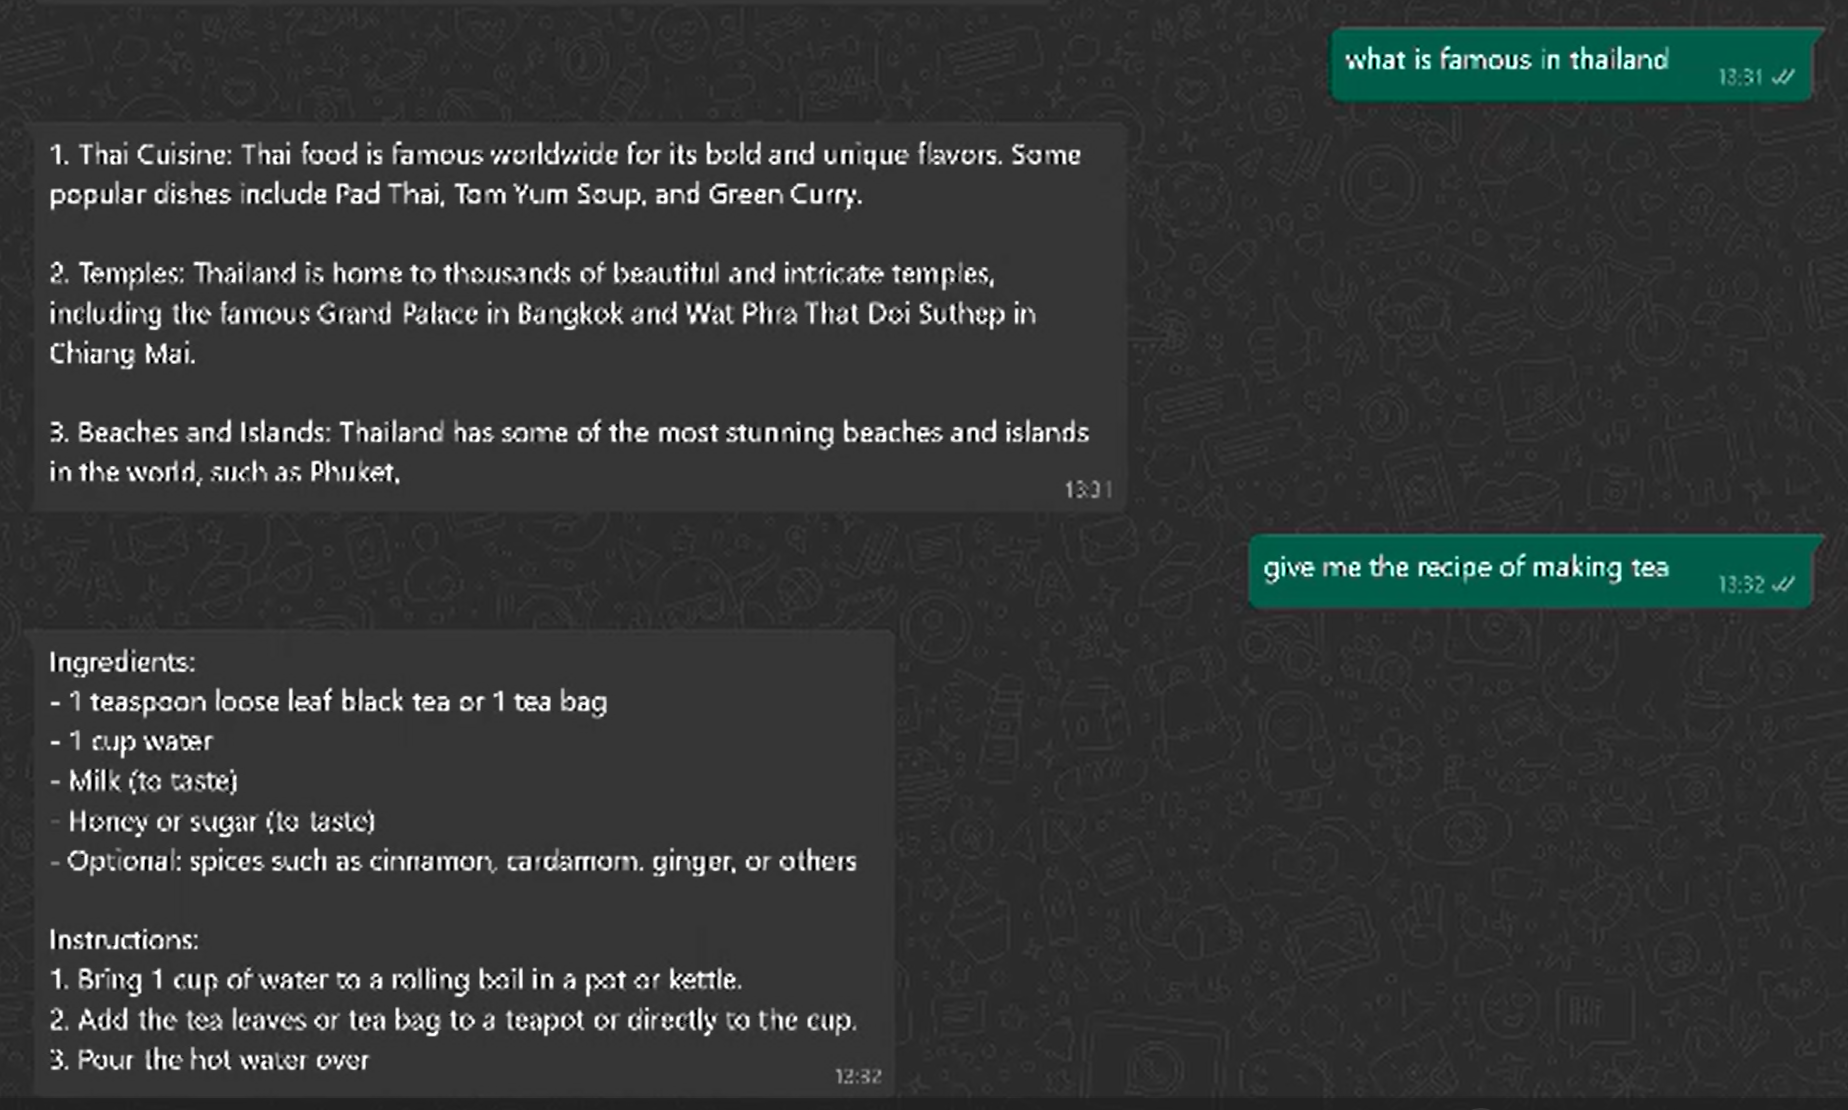 what is famous in thailand
13:31
1. Thai Cuisine: Thai food is famous worldwide for its bold and unique flavors. Some
popular dishes include Pad Thai, Tom Yum Soup, and Green Curry.
2. Temples: Thailand is home to thousands of beautiful and intricate temples,
including the famous Grand Palace in Bangkok and Wat Phra That Doi Suthep in
Chiang Mai.
3. Beaches and Islands: Thailand has some of the most stunning beaches and islands
in the world, such as Phuket,
13:31
give me the recipe of making tea
13:32
Ingredients:
- 1 teaspoon loose leaf black tea or 1 tea bag
- 1 cup water
- Milk (to taste)
- Honey or sugar (to taste)
- Optional: spices such as cinnamon, cardamom, ginger, or others
Instructions:
1. Bring 1 cup of water to a rolling boil in a pot or kettle.
2. Add the tea leaves or tea bag to a teapot or directly to the cup.
3. Pour the hot water over
13:32